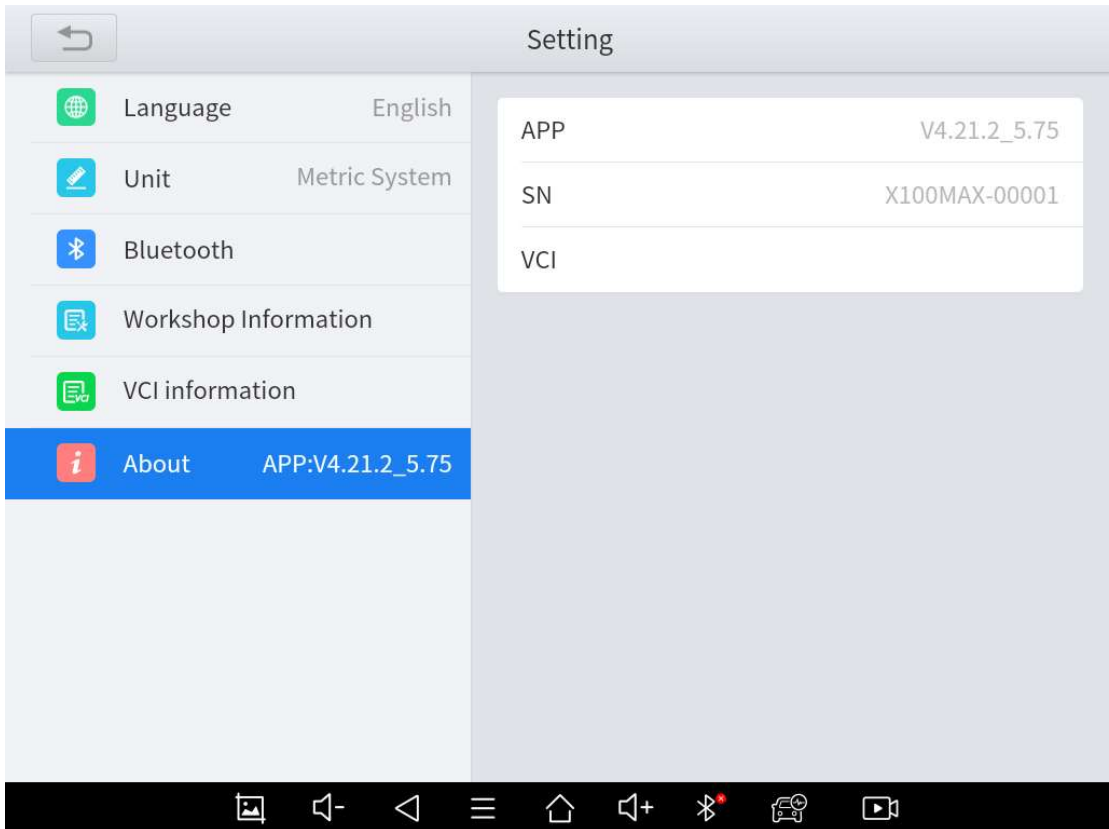 Setting
Language English
Unit Metric System
Bluetooth
Workshop Information
VCI information
About APP:V4.21.2_5.75
APP V4.21.2_5.75
SN X100MAX-00001
VCI